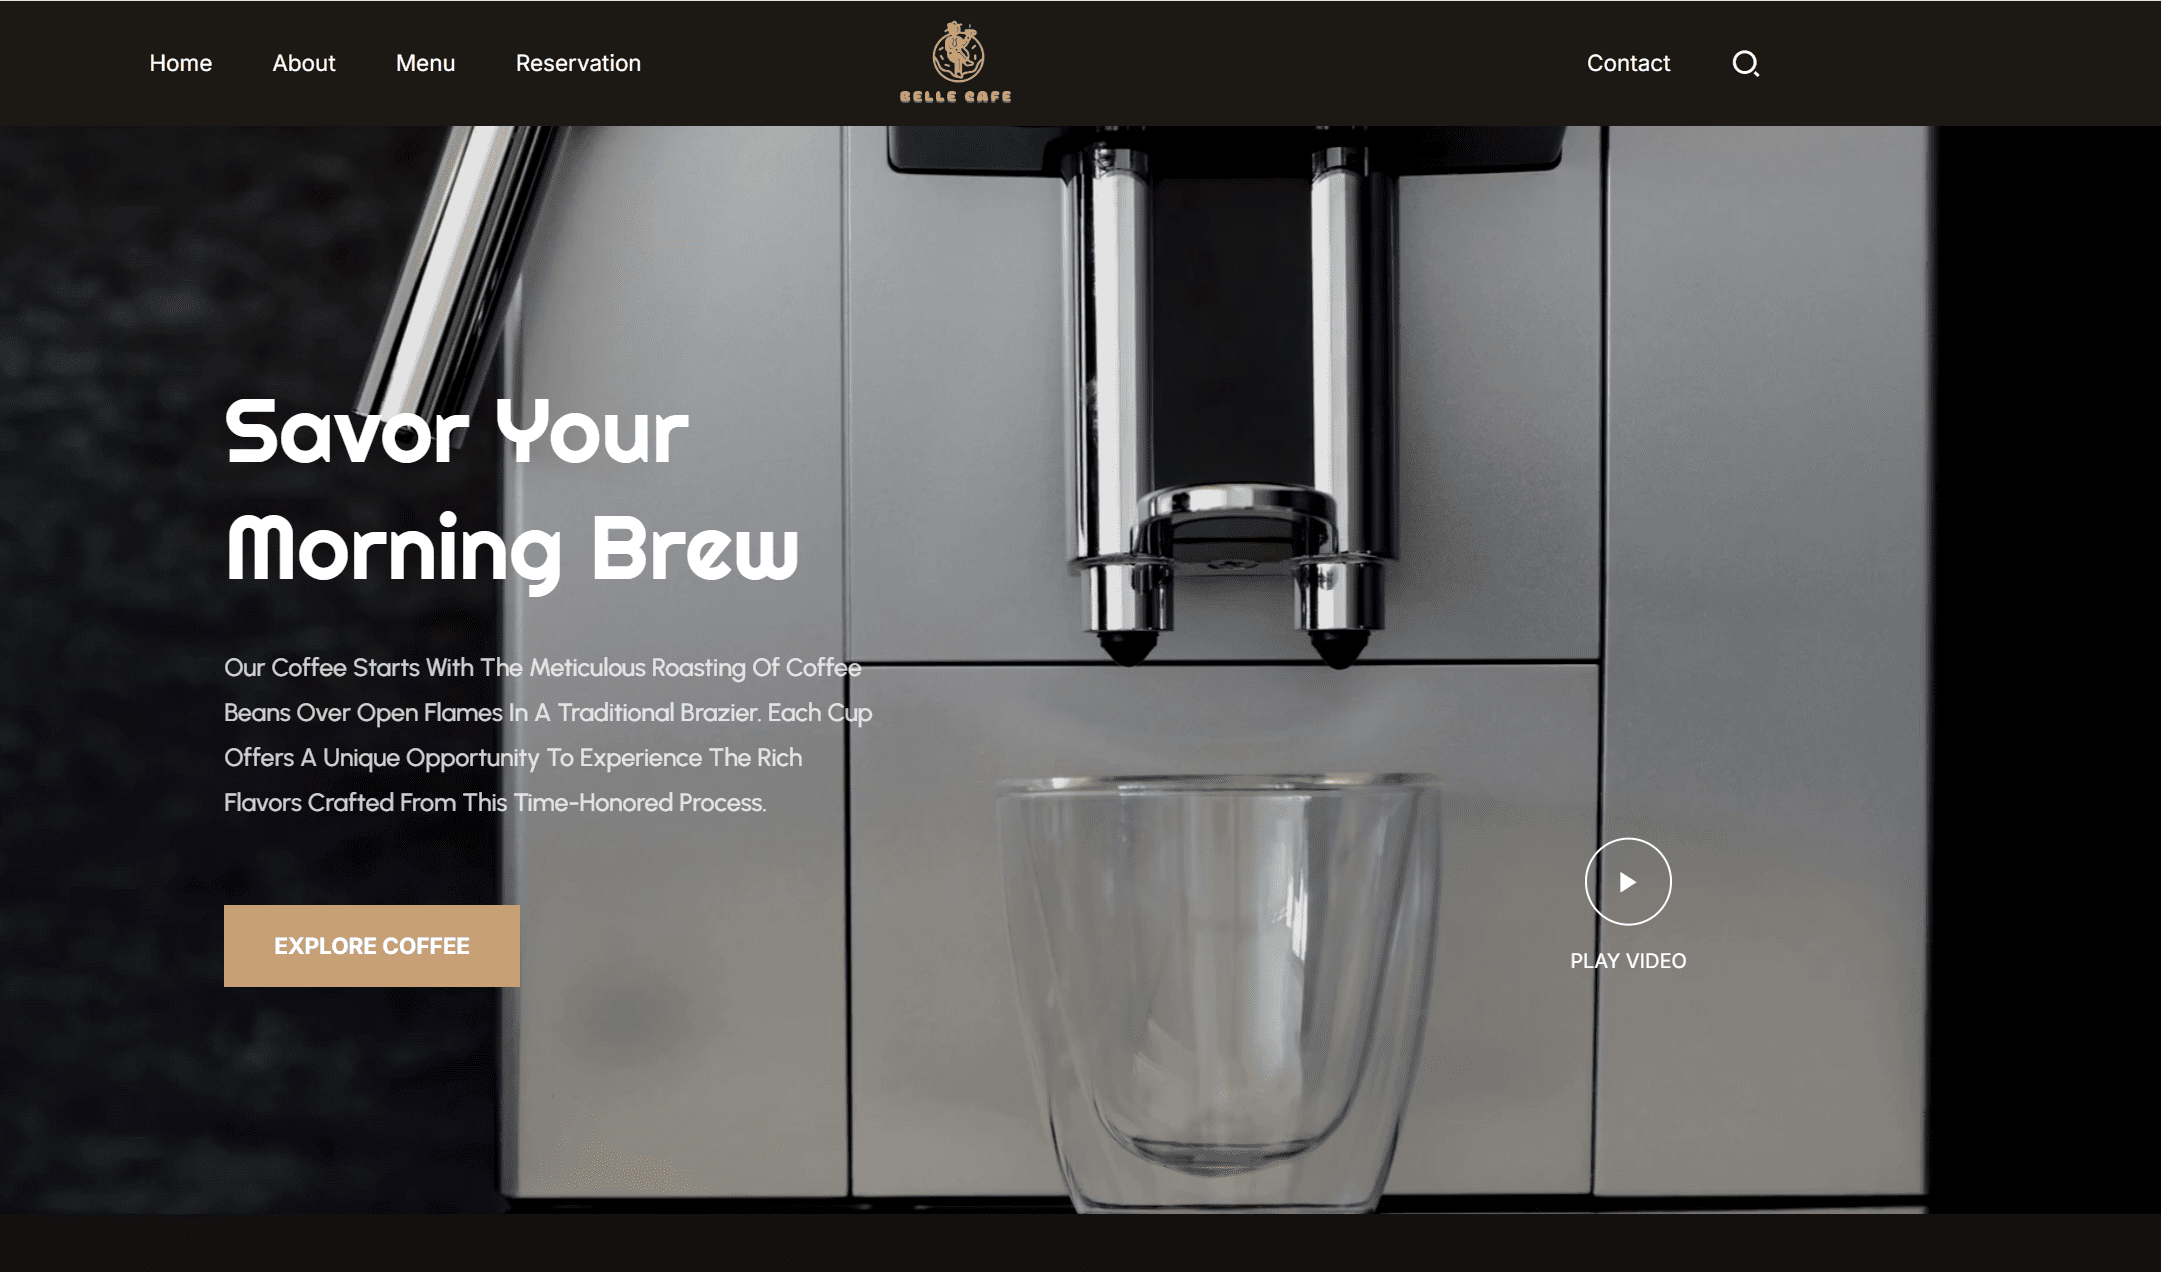 Home About Menu Reservation
BELLE CAFE
Contact
Savor Your
Morning Brew
Our Coffee Starts With The Meticulous Roasting Of Coffee
Beans Over Open Flames In A Traditional Brazier. Each Cup
Offers A Unique Opportunity To Experience The Rich
Flavors Crafted From This Time-Honored Process.
EXPLORE COFFEE
PLAY VIDEO